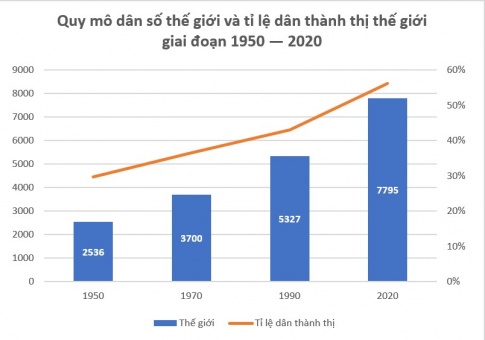 Quy mô dân số thế giới và tỉ lệ dân thành thị thế giới
giai đoạn 1950 — 2020
9000 60%
8000 50%
7000 40%
6000 30%
5000 20%
4000 10%
3000 0%
2000
1000
0
2536 3700 5327 7795
1950 1970 1990 2020
Thế giới Tỉ lệ dân thành thị